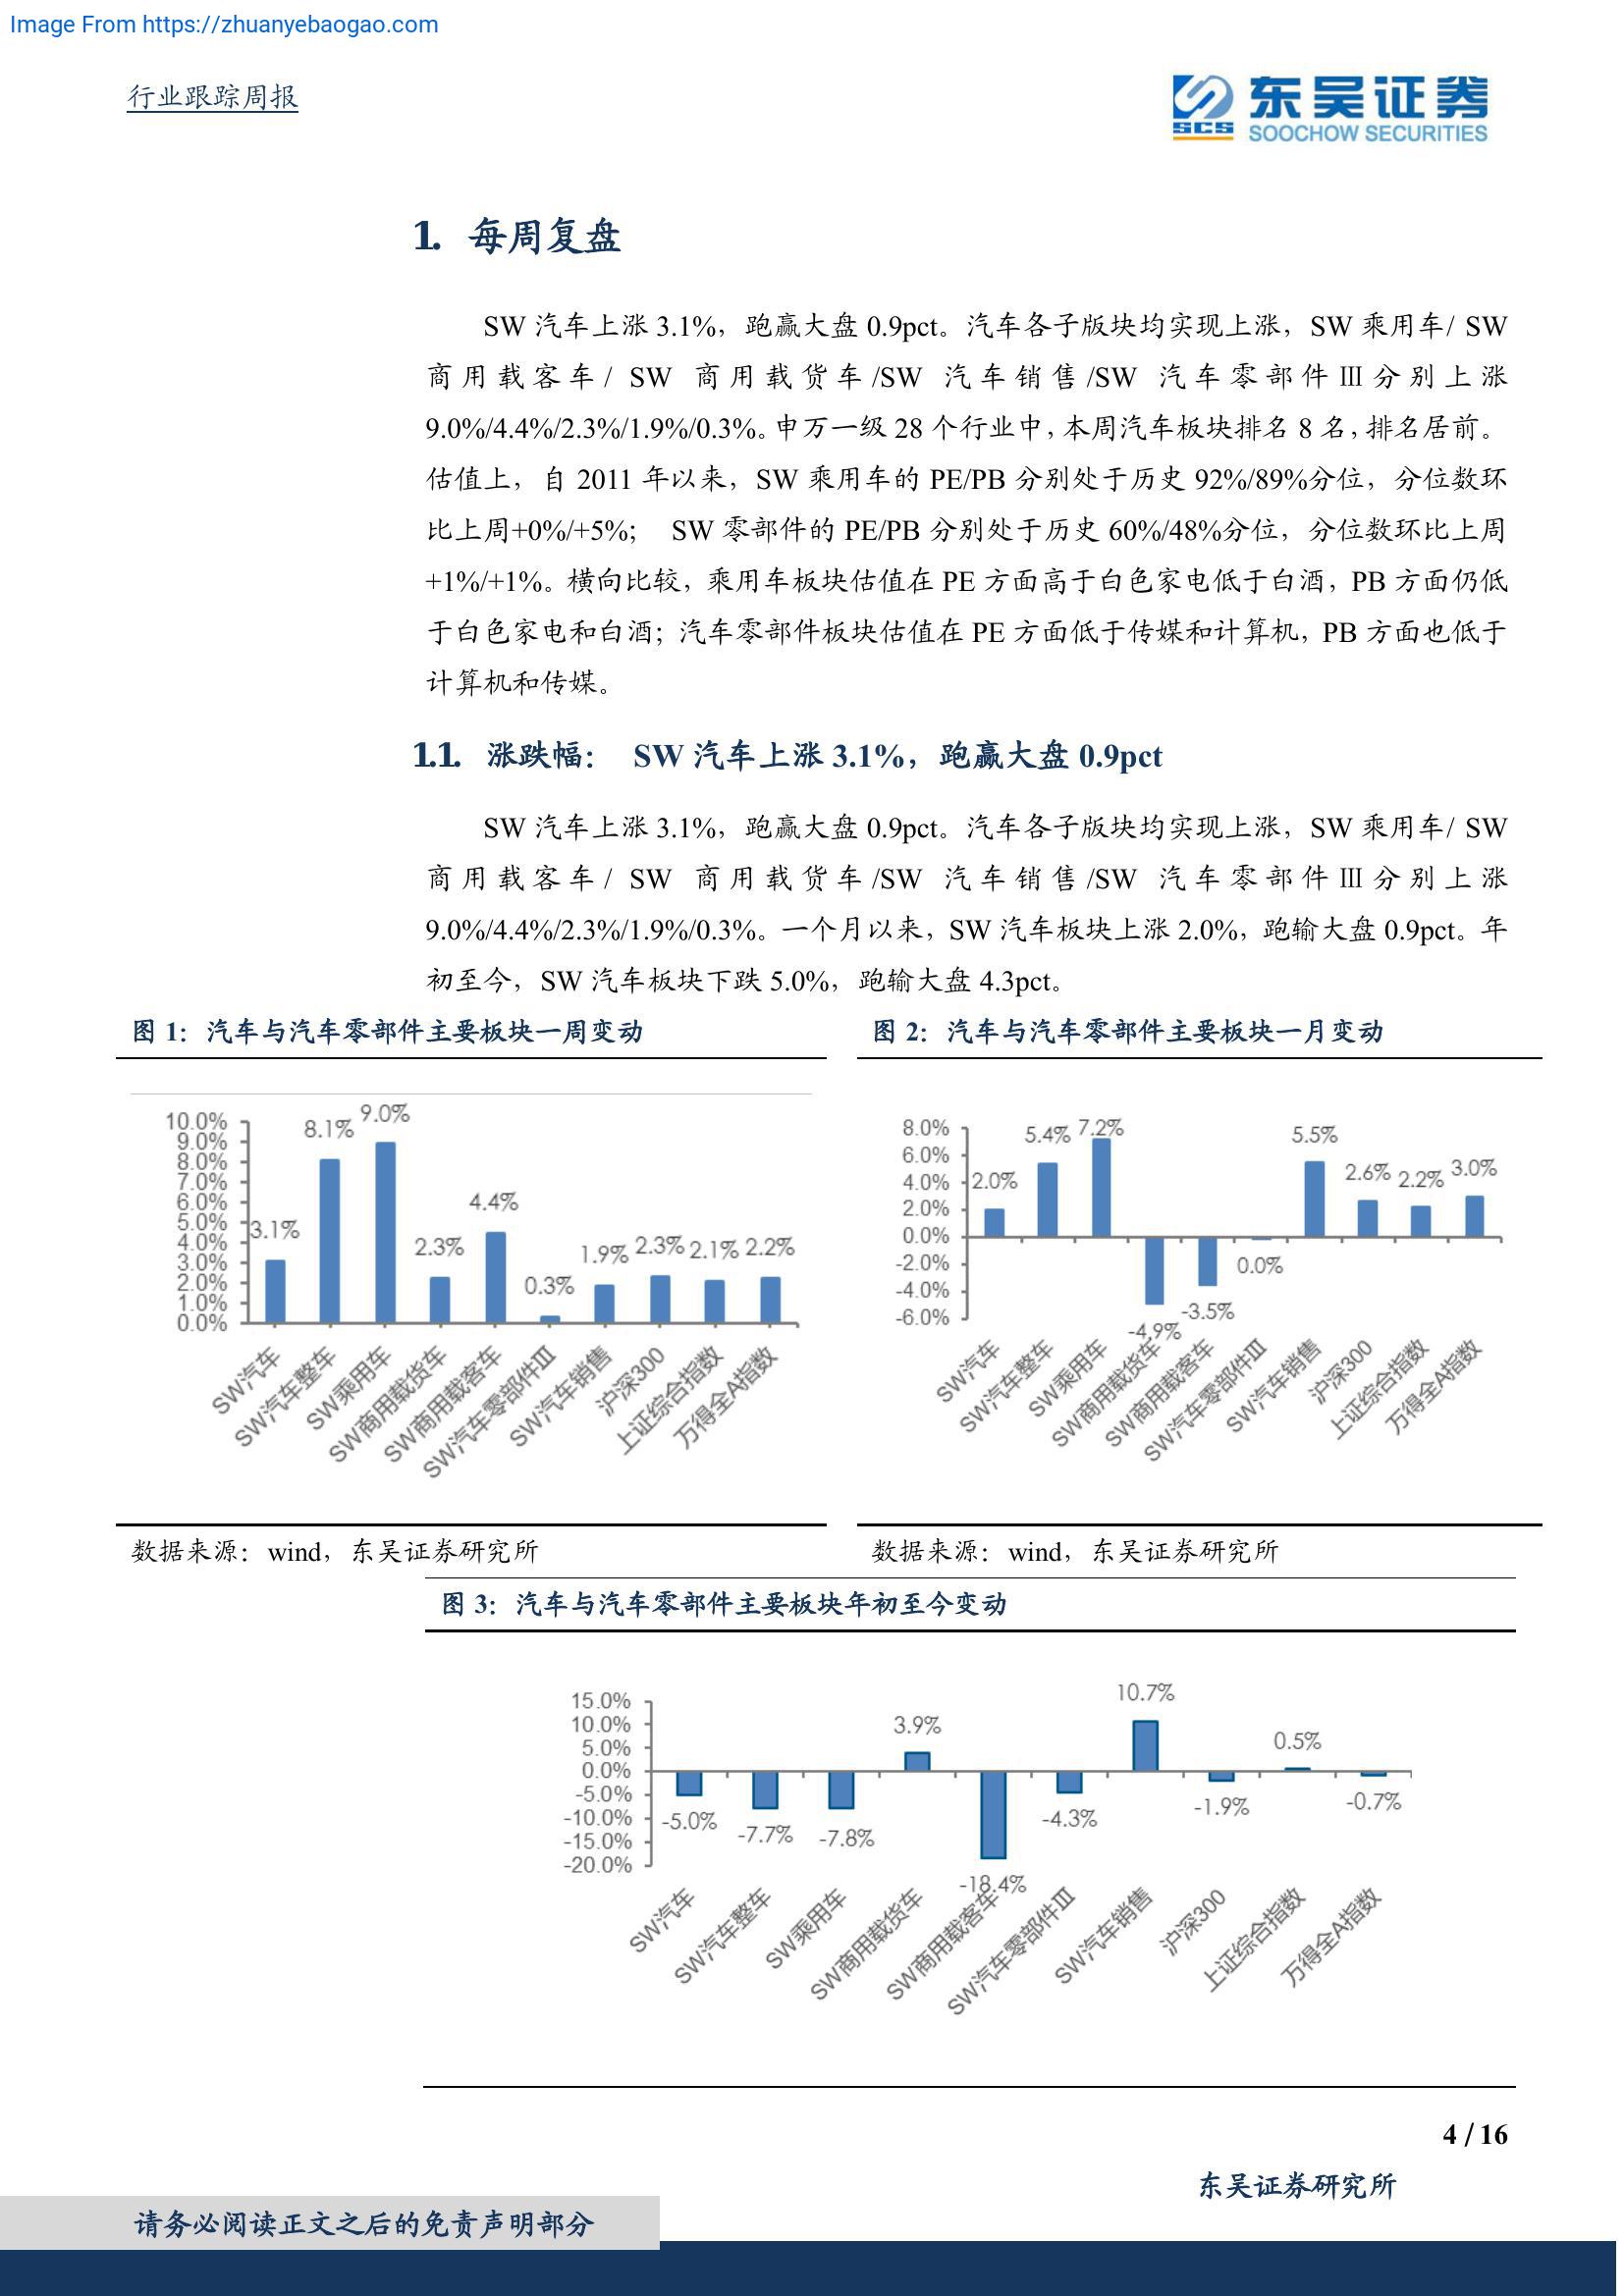 Image From https://zhuanyebaogao.com
行业跟踪周报
SCS
东吴证券
SOOCHOW SECURITIES
1. 每周复盘
SW 汽车上涨 3.1%，跑赢大盘 0.9pct。汽车各子版块均实现上涨，SW 乘用车/ SW
商用载客车/ SW 商用载货车/SW 汽车销售/SW 汽车零部件Ⅲ分别上涨
9.0%/4.4%/2.3%/1.9%/0.3%。申万一级 28 个行业中，本周汽车板块排名 8 名，排名居前。
估值上，自 2011 年以来，SW 乘用车的 PE/PB 分别处于历史 92%/89%分位，分位数环
比上周+0%/+5%； SW 零部件的 PE/PB 分别处于历史 60%/48%分位，分位数环比上周
+1%/+1%。横向比较，乘用车板块估值在 PE 方面高于白色家电低于白酒，PB 方面仍低
于白色家电和白酒；汽车零部件板块估值在 PE 方面低于传媒和计算机，PB 方面也低于
计算机和传媒。
1.1. 涨跌幅： SW 汽车上涨 3.1%，跑赢大盘 0.9pct
SW 汽车上涨 3.1%，跑赢大盘 0.9pct。汽车各子版块均实现上涨，SW 乘用车/ SW
商用载客车/ SW 商用载货车/SW 汽车销售/SW 汽车零部件Ⅲ分别上涨
9.0%/4.4%/2.3%/1.9%/0.3%。一个月以来，SW 汽车板块上涨 2.0%，跑输大盘 0.9pct。年
初至今，SW 汽车板块下跌 5.0%，跑输大盘 4.3pct。
图 1：汽车与汽车零部件主要板块一周变动
10.0%
9.0%
8.0%
7.0%
6.0%
5.0%
4.0%
3.0%
2.0%
1.0%
0.0%
3.1%
8.1%
9.0%
2.3%
4.4%
0.3%
1.9%
2.3%
2.1%
2.2%
SW汽车
SW汽车整车
SW乘用车
SW商用载货车
SW商用载客车
SW汽车零部件III
SW汽车销售
沪深300
上证综合指数
万得全A指数
数据来源：wind，东吴证券研究所
图 2：汽车与汽车零部件主要板块一月变动
8.0%
6.0%
4.0%
2.0%
0.0%
-2.0%
-4.0%
-6.0%
2.0%
5.4%
7.2%
-4.9%
-3.5%
0.0%
5.5%
2.6%
2.2%
3.0%
SW汽车
SW汽车整车
SW乘用车
SW商用载货车
SW商用载客车
SW汽车零部件III
SW汽车销售
沪深300
上证综合指数
万得全A指数
数据来源：wind，东吴证券研究所
图 3：汽车与汽车零部件主要板块年初至今变动
15.0%
10.0%
5.0%
0.0%
-5.0%
-10.0%
-15.0%
-20.0%
-5.0%
-7.7%
-7.8%
3.9%
-18.4%
-4.3%
10.7%
-1.9%
0.5%
-0.7%
SW汽车
SW汽车整车
SW乘用车
SW商用载货车
SW商用载客车
SW汽车零部件III
SW汽车销售
沪深300
上证综合指数
万得全A指数
4 / 16
东吴证券研究所
请务必阅读正文之后的免责声明部分